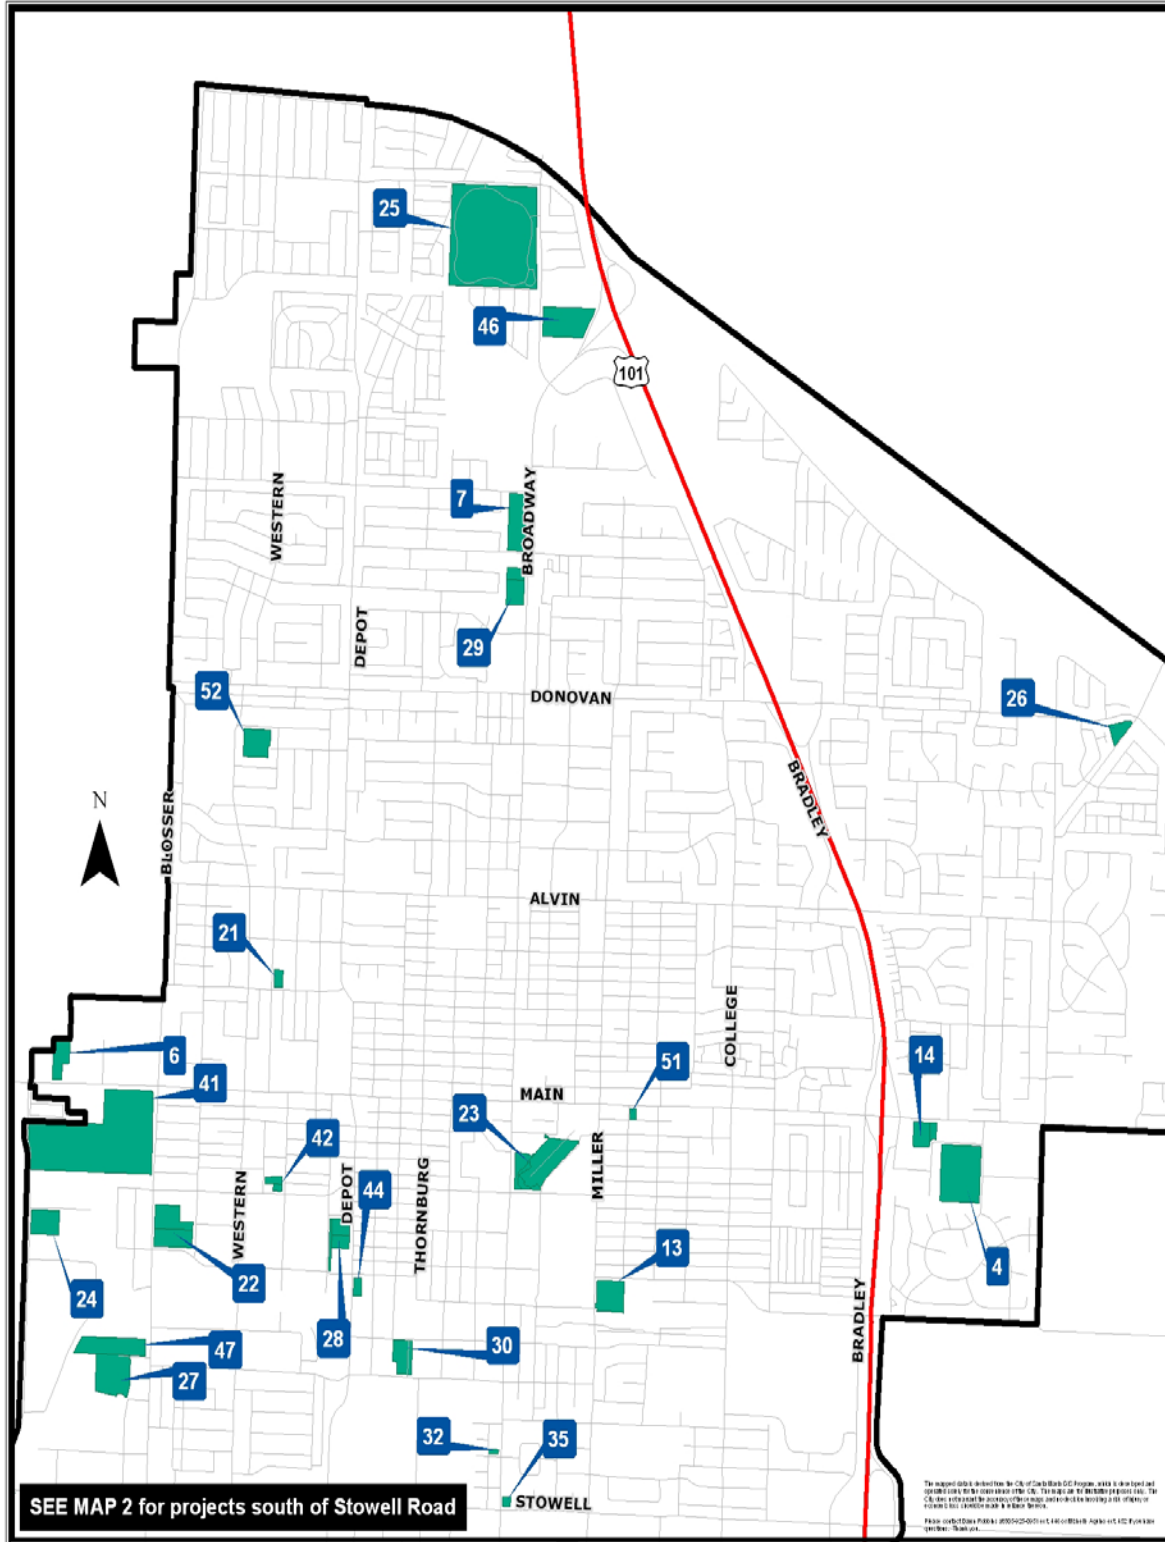 25
46
101
7
BROADWAY
WESTERN
29
DEPOT
52
DONOVAN
26
N
BLOSSER
BRADLEY
ALVIN
21
COLLEGE
6
51
14
41
MAIN
23
42
MILLER
DEPOT
44
THORNBURG
WESTERN
13
4
22
24
28
BRADLEY
47
30
27
32
35
STOWELL
SEE MAP 2 for projects south of Stowell Road